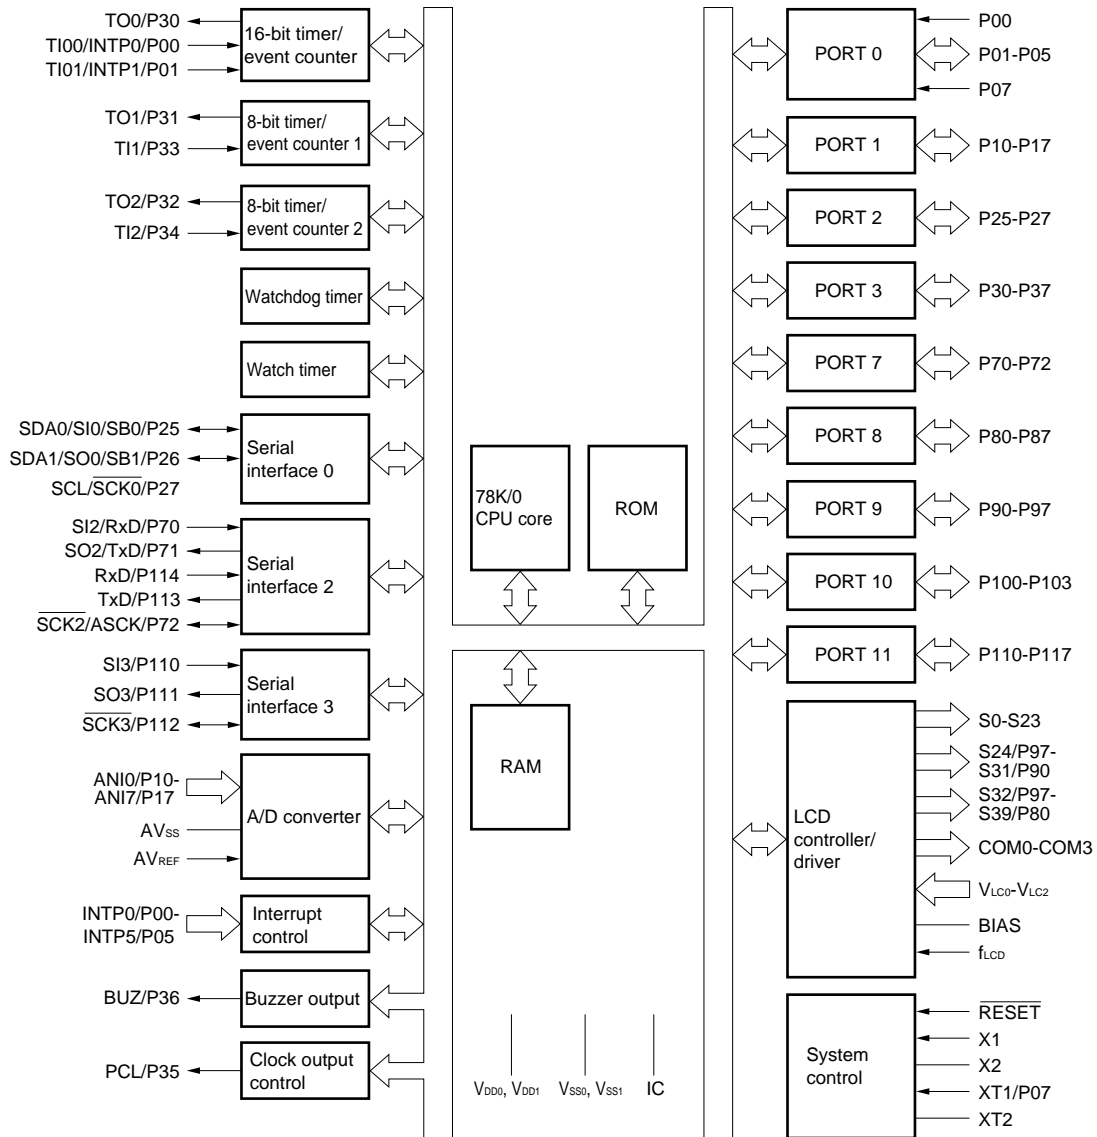 TO0/P30
TI00/INTP0/P00
TI01/INTP1/P01
16-bit timer/
event counter
TO1/P31
TI1/P33
8-bit timer/
event counter 1
TO2/P32
TI2/P34
8-bit timer/
event counter 2
Watchdog timer
Watch timer
SDA0/SI0/SB0/P25
SDA1/SO0/SB1/P26
SCL/SCK0/P27
Serial
interface 0
SI2/RxD/P70
SO2/TxD/P71
RxD/P114
TxD/P113
SCK2/ASCK/P72
Serial
interface 2
SI3/P110
SO3/P111
SCK3/P112
Serial
interface 3
ANI0/P10-
ANI7/P17
AVSS
AVREF
A/D converter
INTP0/P00-
INTP5/P05
Interrupt
control
BUZ/P36
Buzzer output
PCL/P35
Clock output
control
78K/0
CPU core
ROM
RAM
VDD0, VDD1
VSS0, VSS1
IC
PORT 0
P00
P01-P05
P07
PORT 1
P10-P17
PORT 2
P25-P27
PORT 3
P30-P37
PORT 7
P70-P72
PORT 8
P80-P87
PORT 9
P90-P97
PORT 10
P100-P103
PORT 11
P110-P117
LCD
controller/
driver
S0-S23
S24/P97-
S31/P90
S32/P97-
S39/P80
COM0-COM3
VLC0-VLC2
BIAS
fLCD
System
control
RESET
X1
X2
XT1/P07
XT2